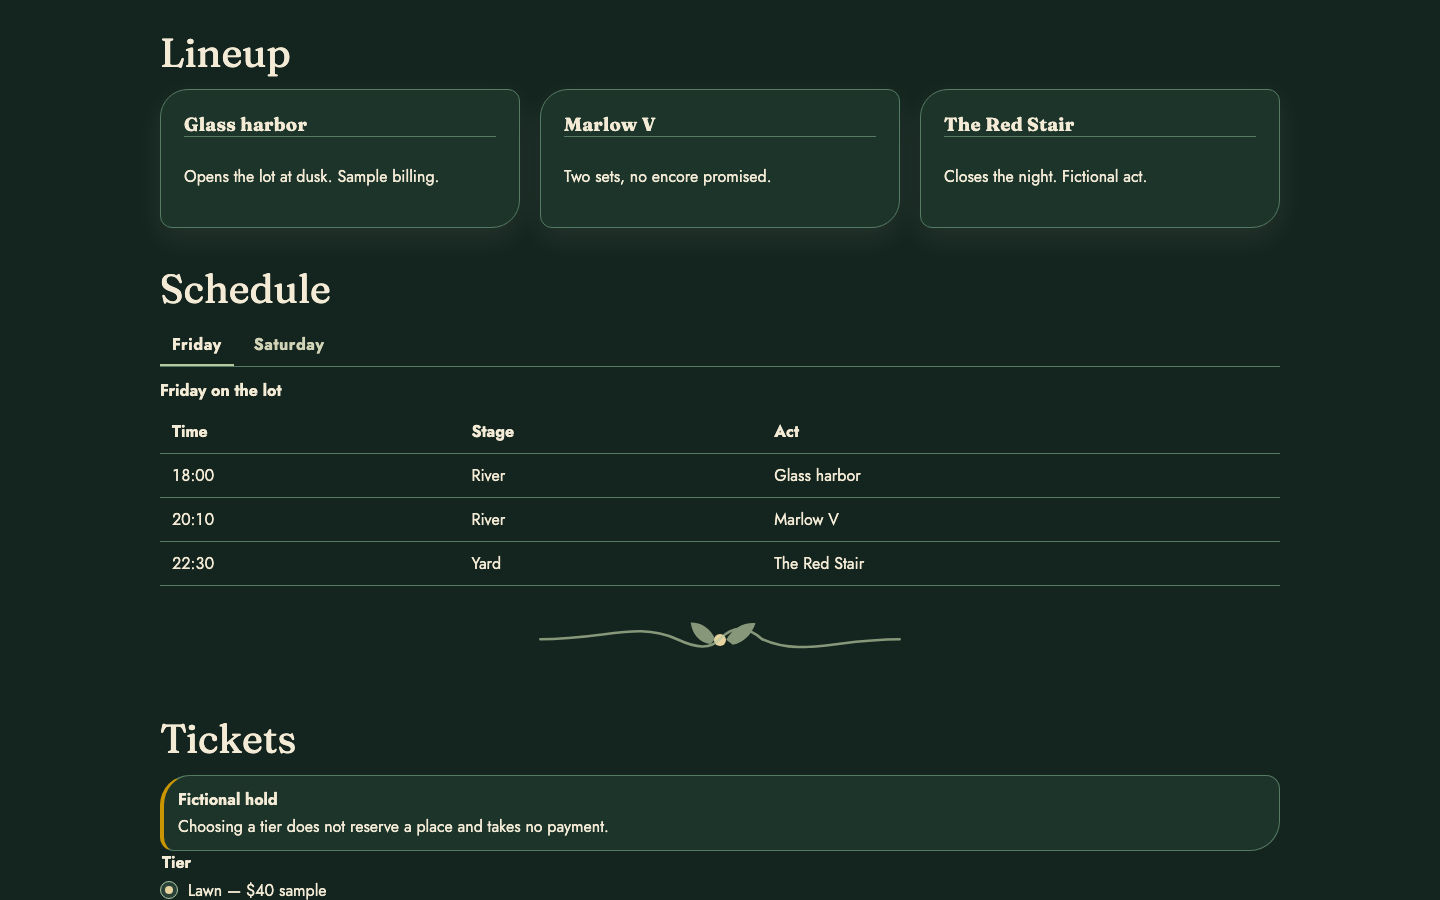 Lineup
Glass harbor
Opens the lot at dusk. Sample billing.
Marlow V
Two sets, no encore promised.
The Red Stair
Closes the night. Fictional act.
Schedule
Friday Saturday
Friday on the lot
Time Stage Act
18:00 River Glass harbor
20:10 River Marlow V
22:30 Yard The Red Stair
Tickets
Fictional hold
Choosing a tier does not reserve a place and takes no payment.
Tier
Lawn — $40 sample